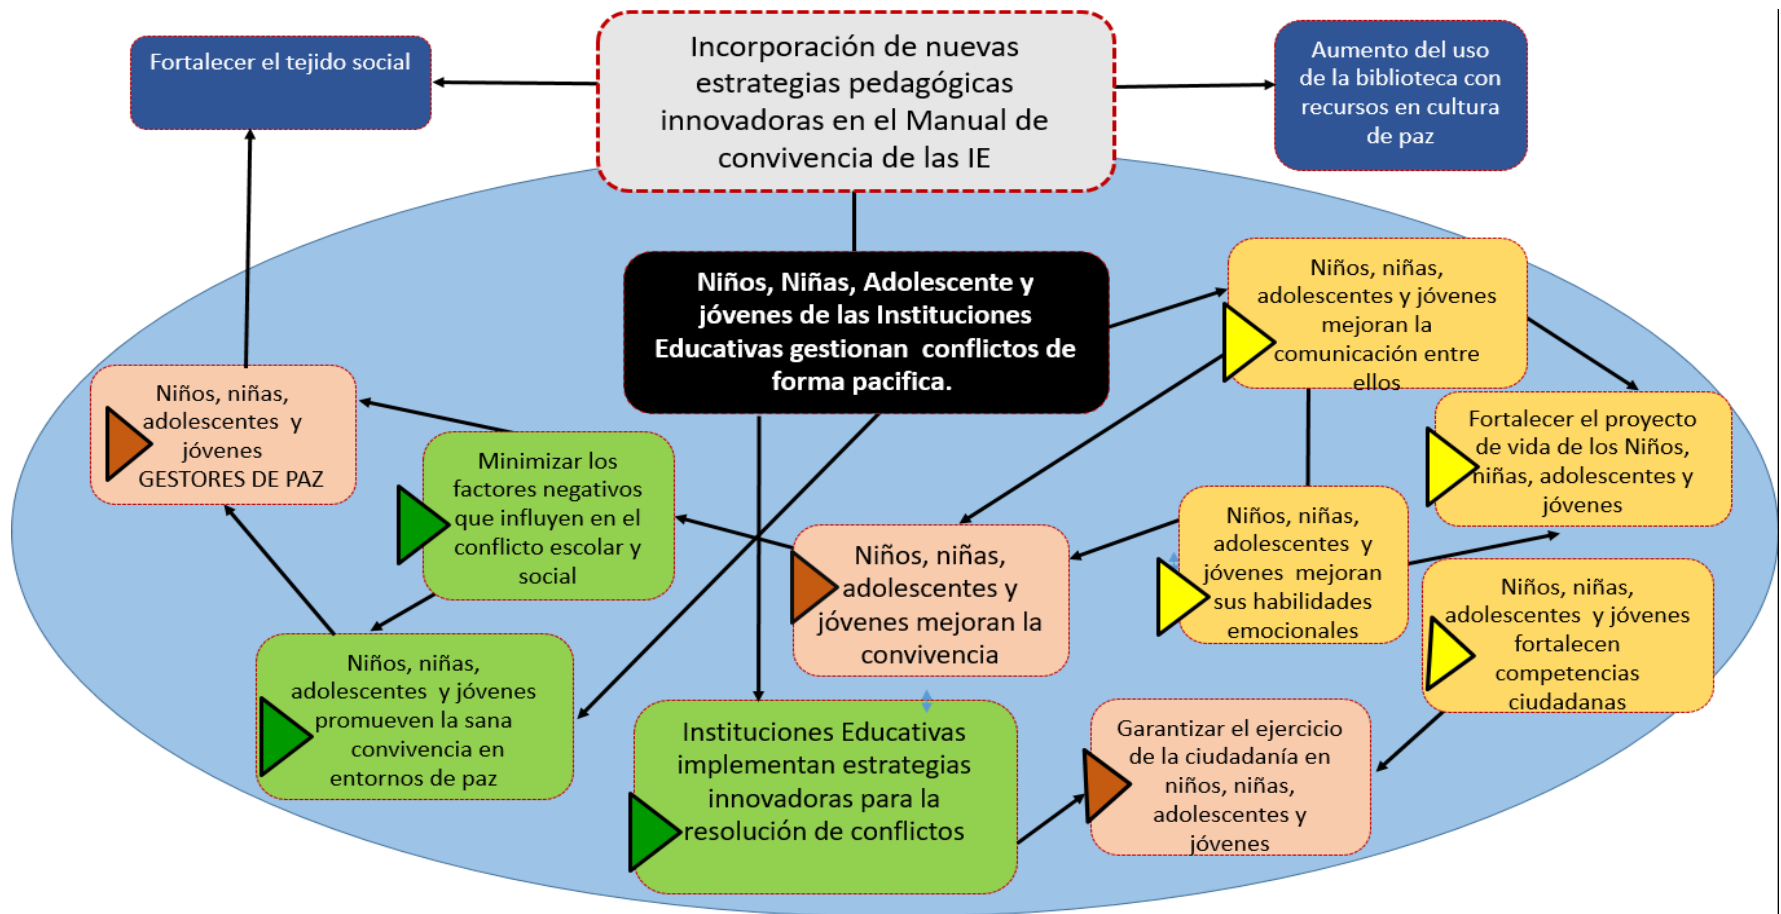 Fortalecer el tejido social
Incorporación de nuevas
estrategias pedagógicas
innovadoras en el Manual de
convivencia de las IE
Aumento del uso
de la biblioteca con
recursos en cultura
de paz
Niños, Niñas, Adolescente y
jóvenes de las Instituciones
Educativas gestionan conflictos de
forma pacifica.
Niños, niñas,
adolescentes y jóvenes
mejoran la
comunicación entre
ellos
Niños, niñas,
adolescentes y
jóvenes
GESTORES DE PAZ
Minimizar los
factores negativos
que influyen en el
conflicto escolar y
social
Fortalecer el proyecto
de vida de los Niños,
niñas, adolescentes y
jóvenes
Niños, niñas,
adolescentes y
jóvenes mejoran la
convivencia
Niños, niñas,
adolescentes y
jóvenes mejoran
sus habilidades
emocionales
Niños, niñas,
adolescentes y jóvenes
fortalecen
competencias
ciudadanas
Niños, niñas,
adolescentes y jóvenes
promueven la sana
convivencia en
entornos de paz
Instituciones Educativas
implementan estrategias
innovadoras para la
resolución de conflictos
Garantizar el ejercicio
de la ciudadanía en
niños, niñas,
adolescentes y
jóvenes